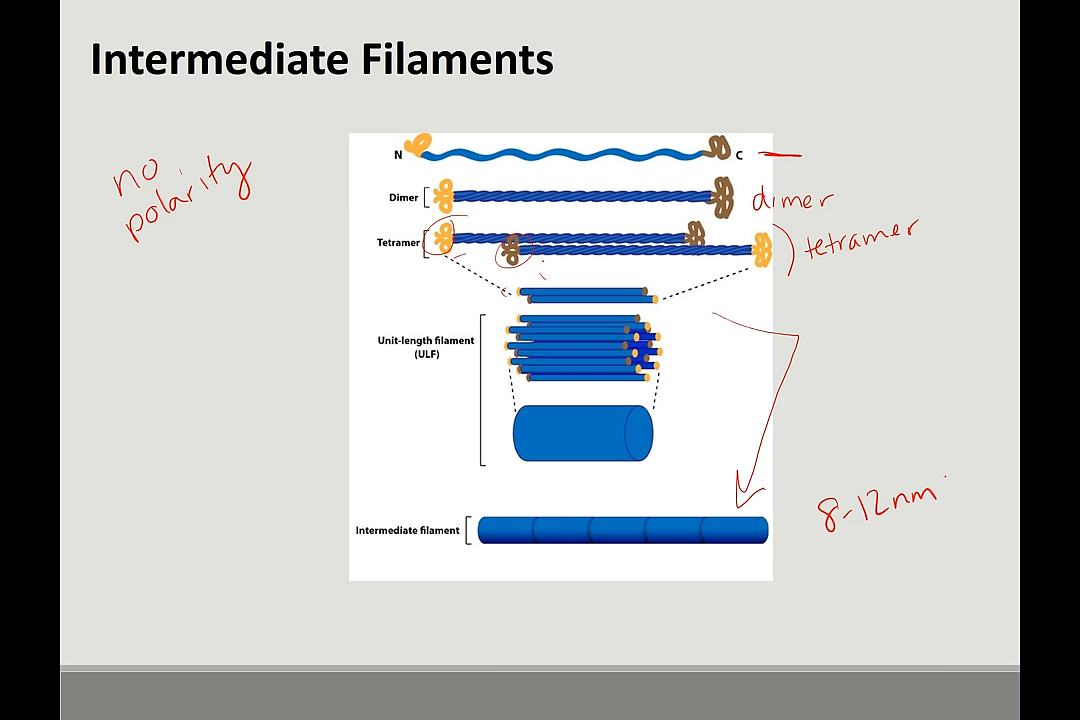 Intermediate Filaments
no
polarity
N
C
Dimer
dimer
Tetramer
tetramer
Unit-length filament
(ULF)
8-12nm
Intermediate filament